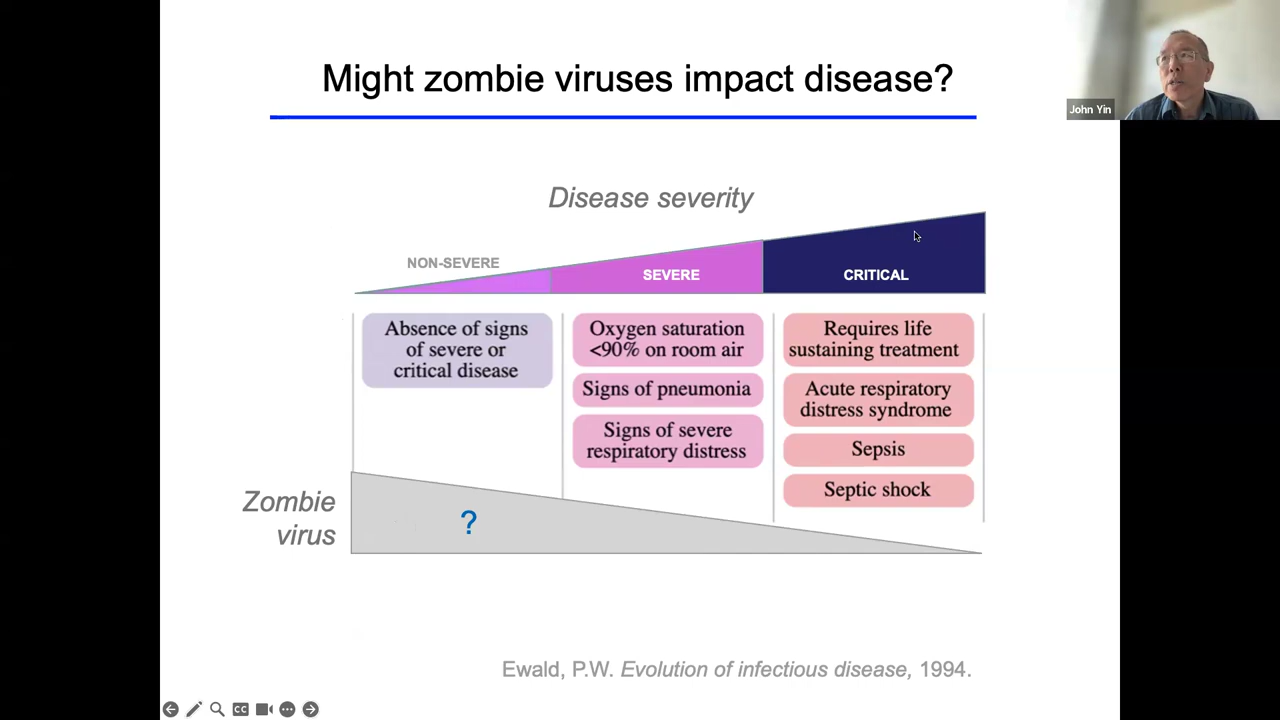 Might zombie viruses impact disease?
John Yin
Disease severity
NON-SEVERE
SEVERE
CRITICAL
Absence of signs
of severe or
critical disease
Oxygen saturation
<90% on room air
Signs of pneumonia
Signs of severe
respiratory distress
Requires life
sustaining treatment
Acute respiratory
distress syndrome
Sepsis
Septic shock
Zombie
virus
?
Ewald, P.W. Evolution of infectious disease, 1994.
CC